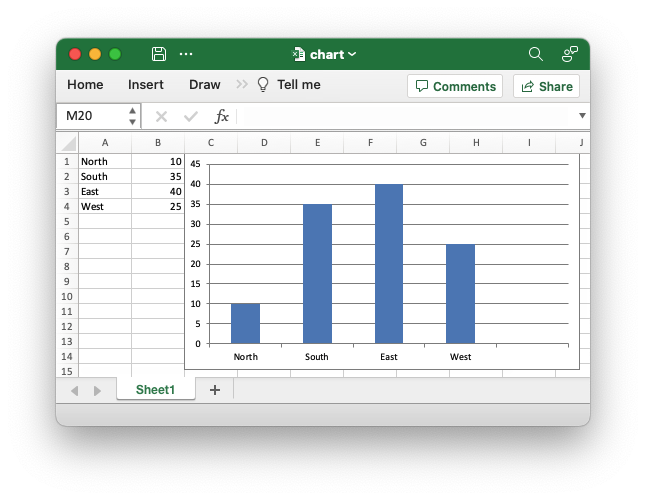 chart
Home Insert Draw Tell me Comments Share
M20 fx
A B C D E F G H I J
1 North 10
2 South 35
3 East 40
4 West 25
5
6
7
8
9
10
11
12
13
14
15
45
40
35
30
25
20
15
10
5
0
North South East West
Sheet1 +